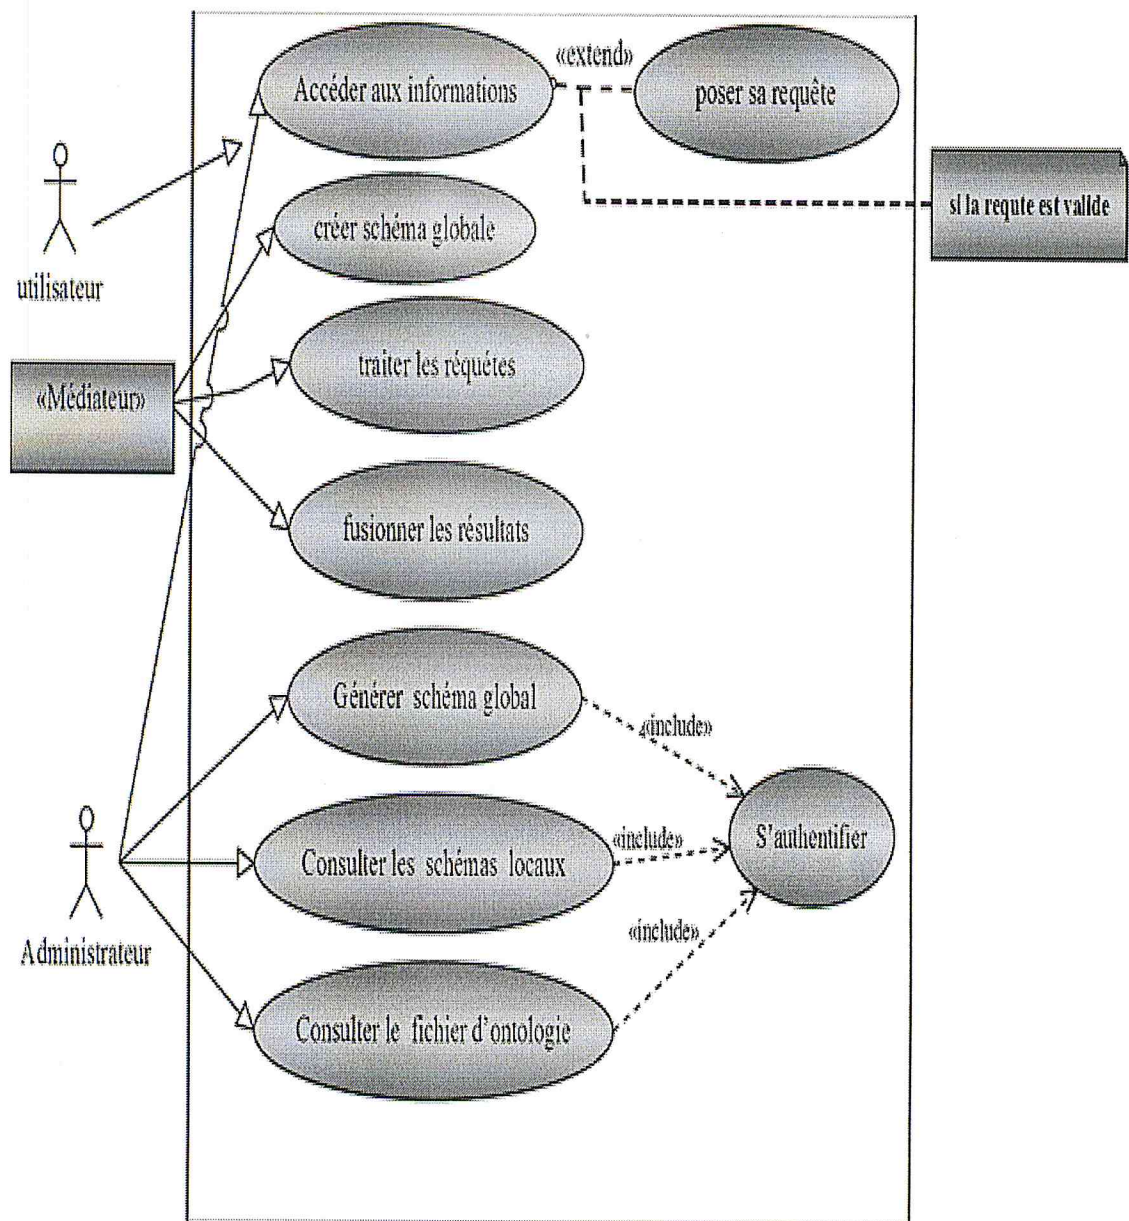 «extend»
Accéder aux informations
poser sa requête
si la requte est valide
créer schéma globale
utilisateur
traiter les réquétes
«Médiateur»
fusionner les résultats
Générer schéma global
«include»
S'authentifier
«include»
Consulter les schémas locaux
«include»
Administrateur
Consulter le fichier d'ontologie